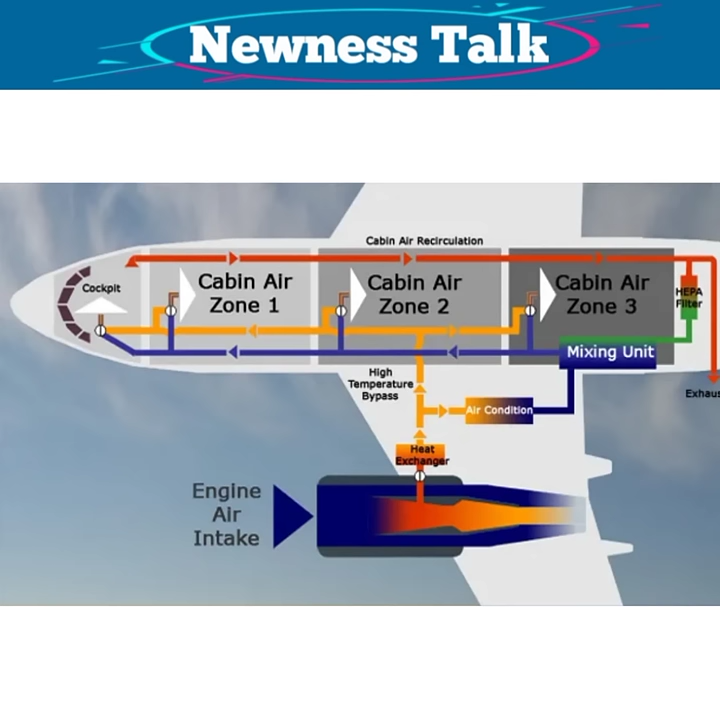 Newness Talk
Cabin Air Recirculation
Cockpit
Cabin Air
Zone 1
Cabin Air
Zone 2
Cabin Air
Zone 3
HEPA
Filter
Mixing Unit
High
Temperature
Bypass
Air Condition
Exhaus
Heat
Exchanger
Engine
Air
Intake